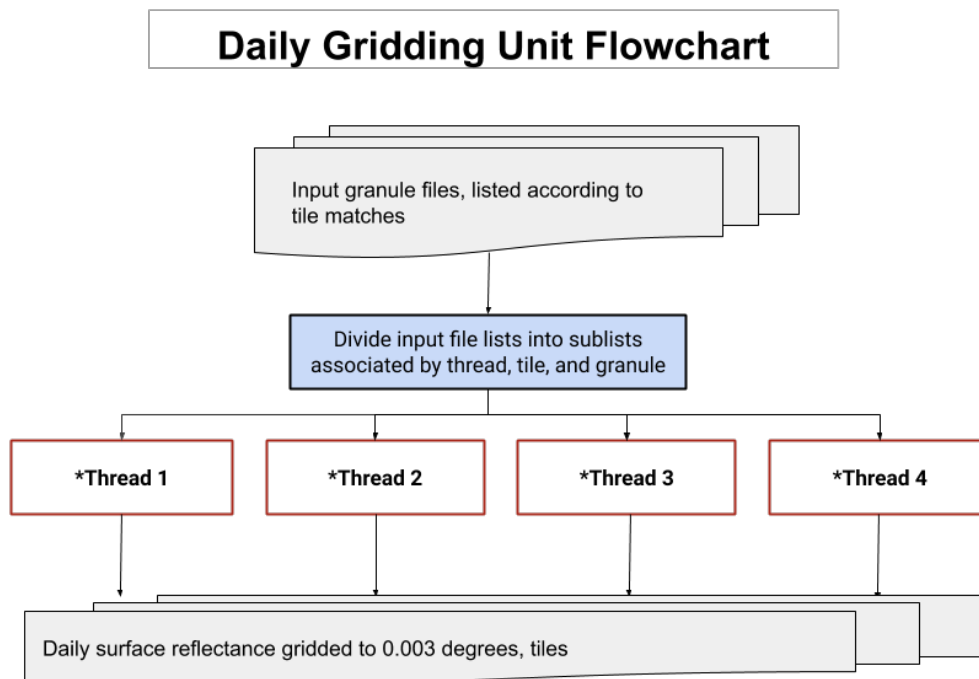 Daily Gridding Unit Flowchart
Input granule files, listed according to
tile matches
Divide input file lists into sublists
associated by thread, tile, and granule
*Thread 1
*Thread 2
*Thread 3
*Thread 4
Daily surface reflectance gridded to 0.003 degrees, tiles